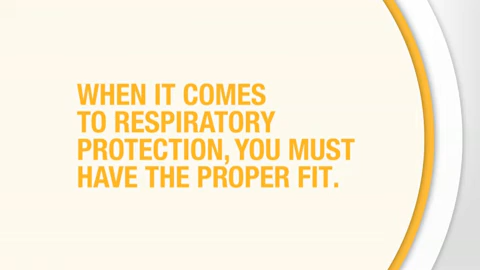 WHEN IT COMES
TO RESPIRATORY
PROTECTION, YOU MUST
HAVE THE PROPER FIT.